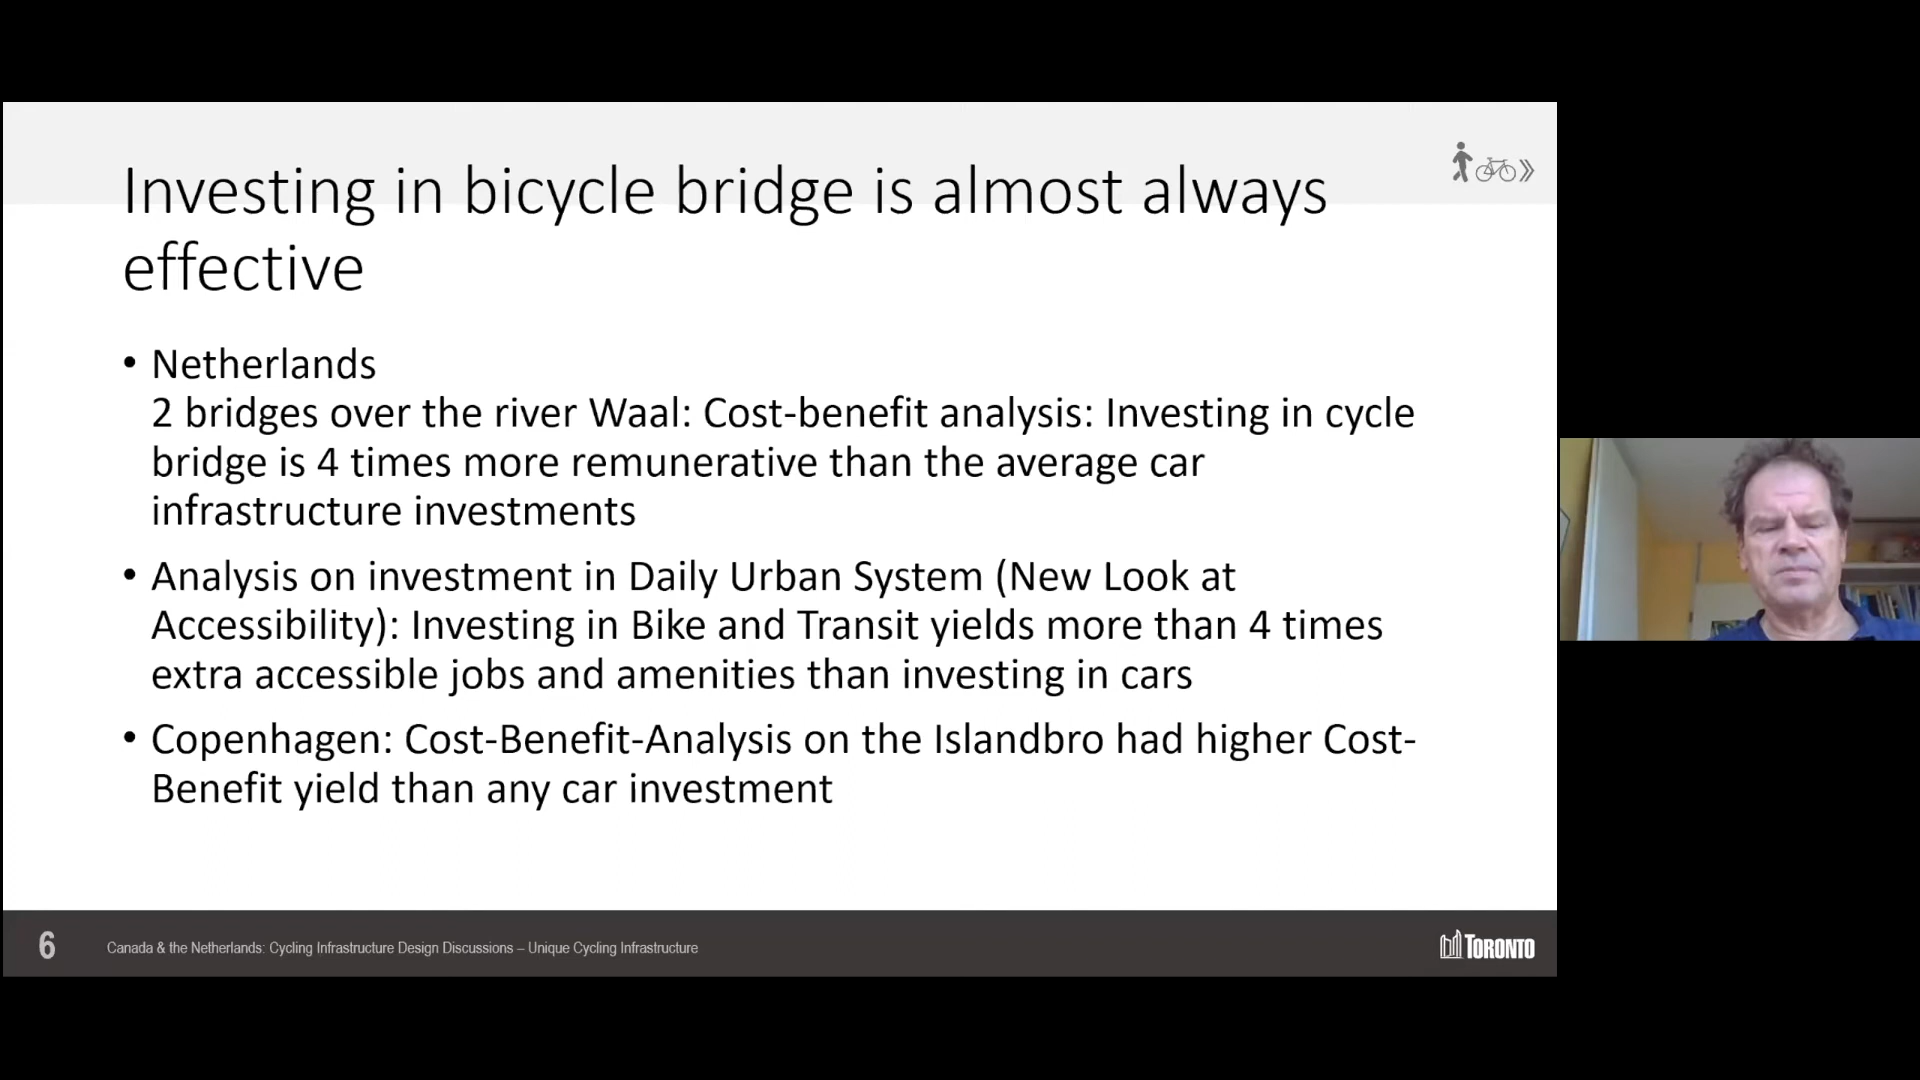 Investing in bicycle bridge is almost always
effective
• Netherlands
2 bridges over the river Waal: Cost-benefit analysis: Investing in cycle
bridge is 4 times more remunerative than the average car
infrastructure investments
• Analysis on investment in Daily Urban System (New Look at
Accessibility): Investing in Bike and Transit yields more than 4 times
extra accessible jobs and amenities than investing in cars
• Copenhagen: Cost-Benefit-Analysis on the Islandbro had higher Cost-
Benefit yield than any car investment
6
Canada & the Netherlands: Cycling Infrastructure Design Discussions – Unique Cycling Infrastructure
TORONTO